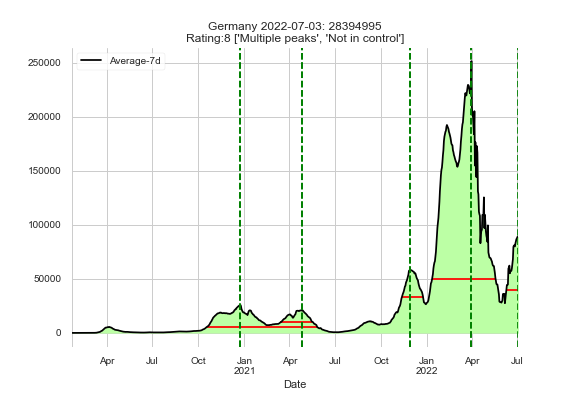 Germany 2022-07-03: 28394995
Rating:8 ['Multiple peaks', 'Not in control']
Average-7d
250000
200000
150000
100000
50000
0
Apr Jul Oct Jan Apr Jul Oct Jan Apr Jul
2021 2022
Date